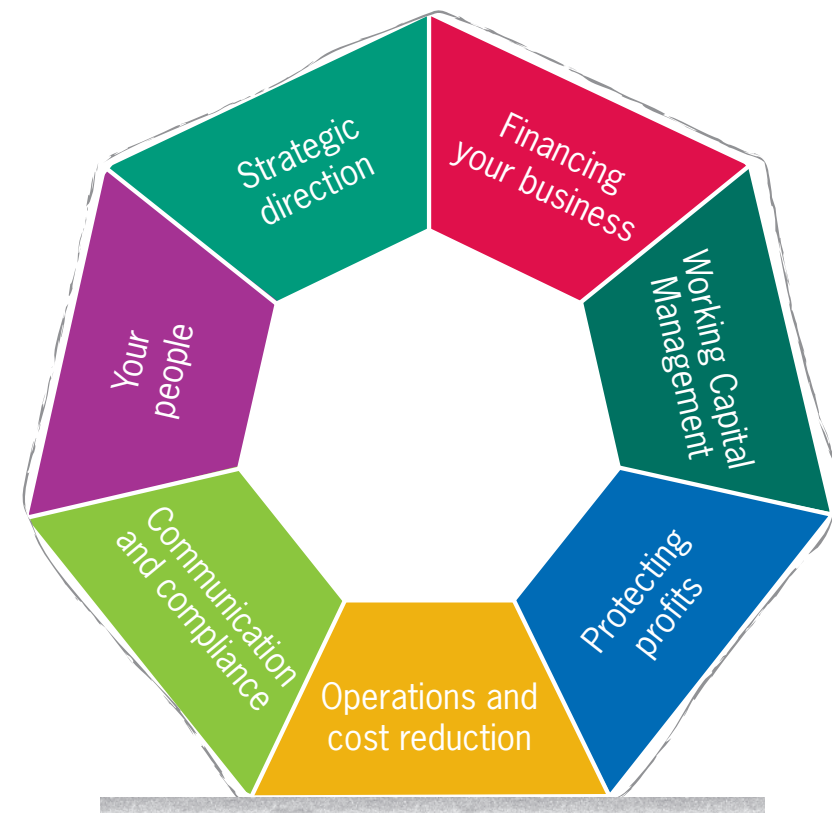 Strategic
direction
Financing
your business
Working Capital
Management
Protecting
profits
Operations and
cost reduction
Communication
and compliance
Your
people